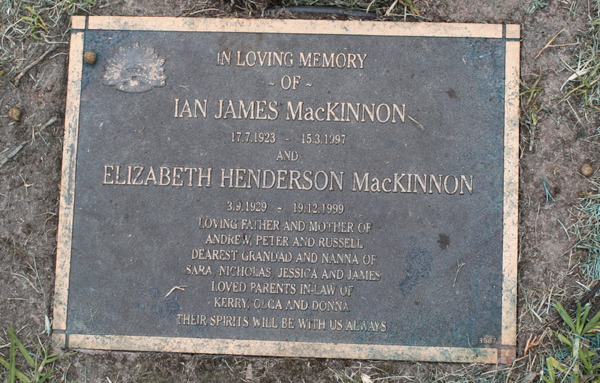 IN LOVING MEMORY
~ OF ~
IAN JAMES MacKINNON
17.7.1923 - 15.3.1997
AND
ELIZABETH HENDERSON MacKINNON
3.9.1929 - 19.12.1999
LOVING FATHER AND MOTHER OF
ANDREW, PETER AND RUSSELL
DEAREST GRANDAD AND NANNA OF
SARA, NICHOLAS, JESSICA AND JAMES
LOVED PARENTS IN-LAW OF
KERRY, OLGA AND DONNA
THEIR SPIRITS WILL BE WITH US ALWAYS